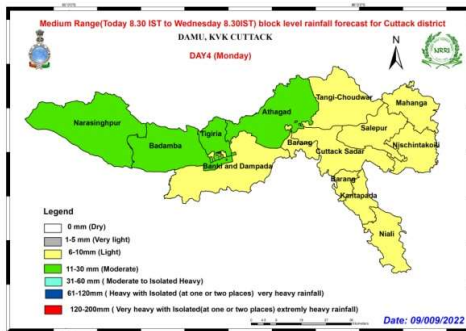 Medium Range(Today 8.30 IST to Wednesday 8.30IST) block level rainfall forecast for Cuttack district
DAMU, KVK CUTTACK
DAY4 (Monday)
N
NRRI
Tangi-Choudwar
Mahanga
Athagad
Narasinghpur
Tigiria
Salepur
Badamba
Barang
Nischintakoili
Cuttack Sadar
Banki and Dampada
Barang
Kantapada
Niali
Legend
0 mm (Dry)
1-5 mm (Very light)
6-10mm (Light)
11-30 mm (Moderate)
31-60 mm ( Moderate to Isolated Heavy)
61-120mm ( Heavy with Isolated (at one or two places) very heavy rainfall)
120-200mm ( Very heavy with Isolated(at one or two places) extremly heavy rainfall)
Date: 09/009/2022